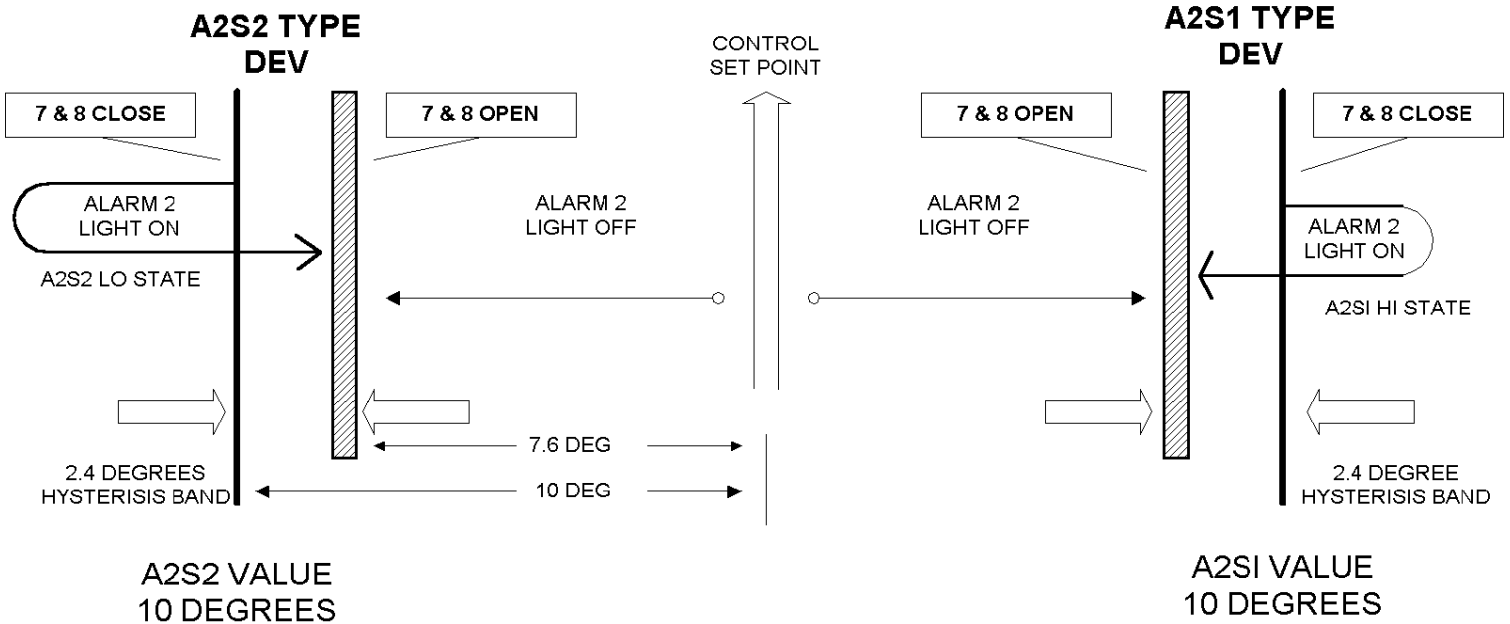 A2S2 TYPE
DEV
CONTROL
SET POINT
A2S1 TYPE
DEV
7 & 8 CLOSE
7 & 8 OPEN
7 & 8 OPEN
7 & 8 CLOSE
ALARM 2
LIGHT ON
ALARM 2
LIGHT OFF
ALARM 2
LIGHT OFF
ALARM 2
LIGHT ON
A2S2 LO STATE
A2SI HI STATE
7.6 DEG
10 DEG
2.4 DEGREES
HYSTERISIS BAND
2.4 DEGREE
HYSTERISIS BAND
A2S2 VALUE
10 DEGREES
A2SI VALUE
10 DEGREES